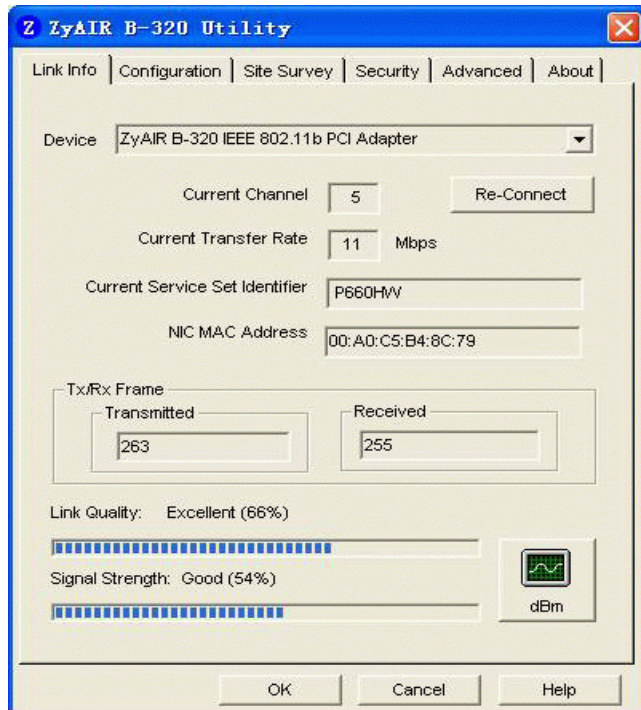 Z ZyAIR B-320 Utility
Link Info Configuration Site Survey Security Advanced About
Device ZyAIR B-320 IEEE 802.11b PCI Adapter
Current Channel 5 Re-Connect
Current Transfer Rate 11 Mbps
Current Service Set Identifier P660HW
NIC MAC Address 00:A0:C5:B4:8C:79
Tx/Rx Frame
Transmitted Received
263 255
Link Quality: Excellent (66%)
Signal Strength: Good (54%)
dBm
OK Cancel Help